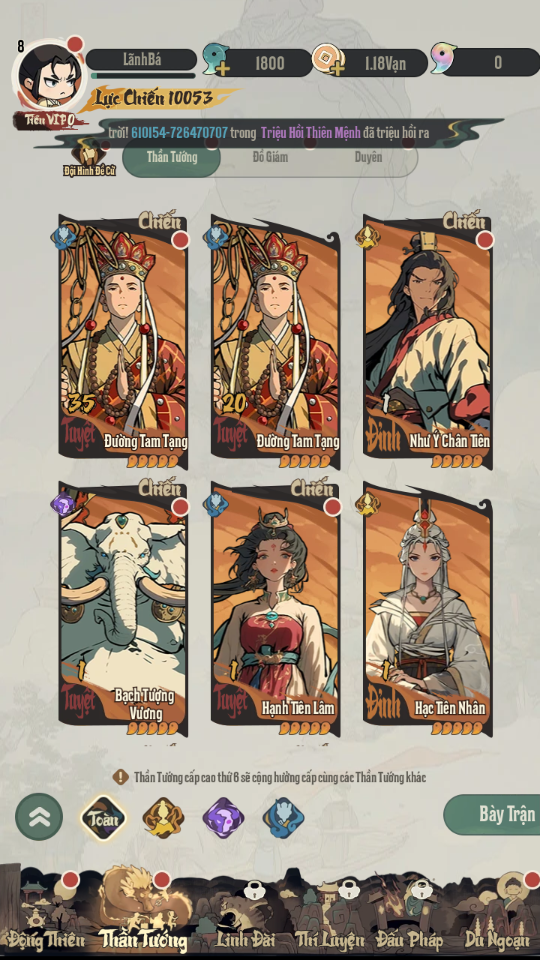 8
LãnhBá
1800
1.18Vạn
0
Lực Chiến 10053
Tiên VIP 0
trời! 610154-726470707 trong Triệu Hồi Thiên Mệnh đã triệu hồi ra
Đội Hình Đề Cử
Thần Tướng
Đồ Giám
Duyên
Chiến
35
Tuyệt
Đường Tam Tạng
20
Tuyệt
Đường Tam Tạng
Chiến
Đỉnh
Như Ý Chân Tiên
Chiến
1
Tuyệt
Bạch Tượng
Vương
Chiến
1
Tuyệt
Hạnh Tiên Lâm
1
Đỉnh
Hạc Tiên Nhân
Thần Tướng cấp cao thứ 6 sẽ cộng hưởng cấp cùng các Thần Tướng khác
Toàn
Bày Trận
Động Thiên
Thần Tướng
Linh Đài
Thí Luyện
Đấu Pháp
Du Ngoạn